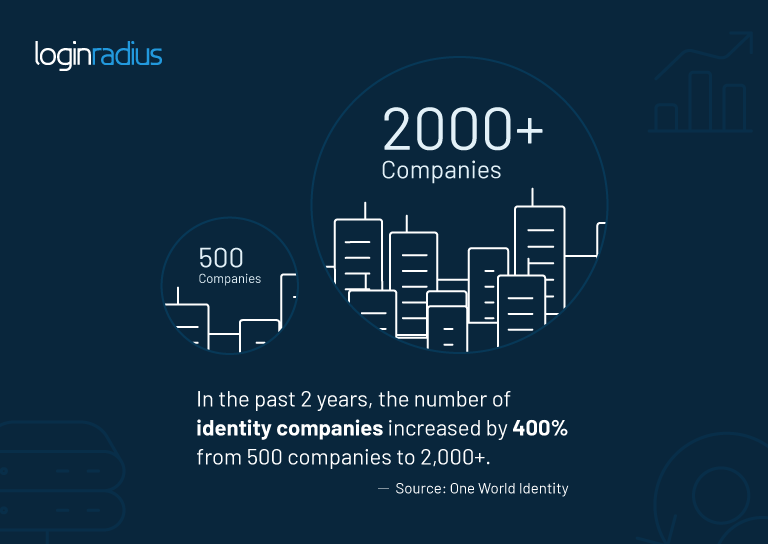 loginradius
2000+
Companies
500
Companies
In the past 2 years, the number of
identity companies increased by 400%
from 500 companies to 2,000+.
— Source: One World Identity